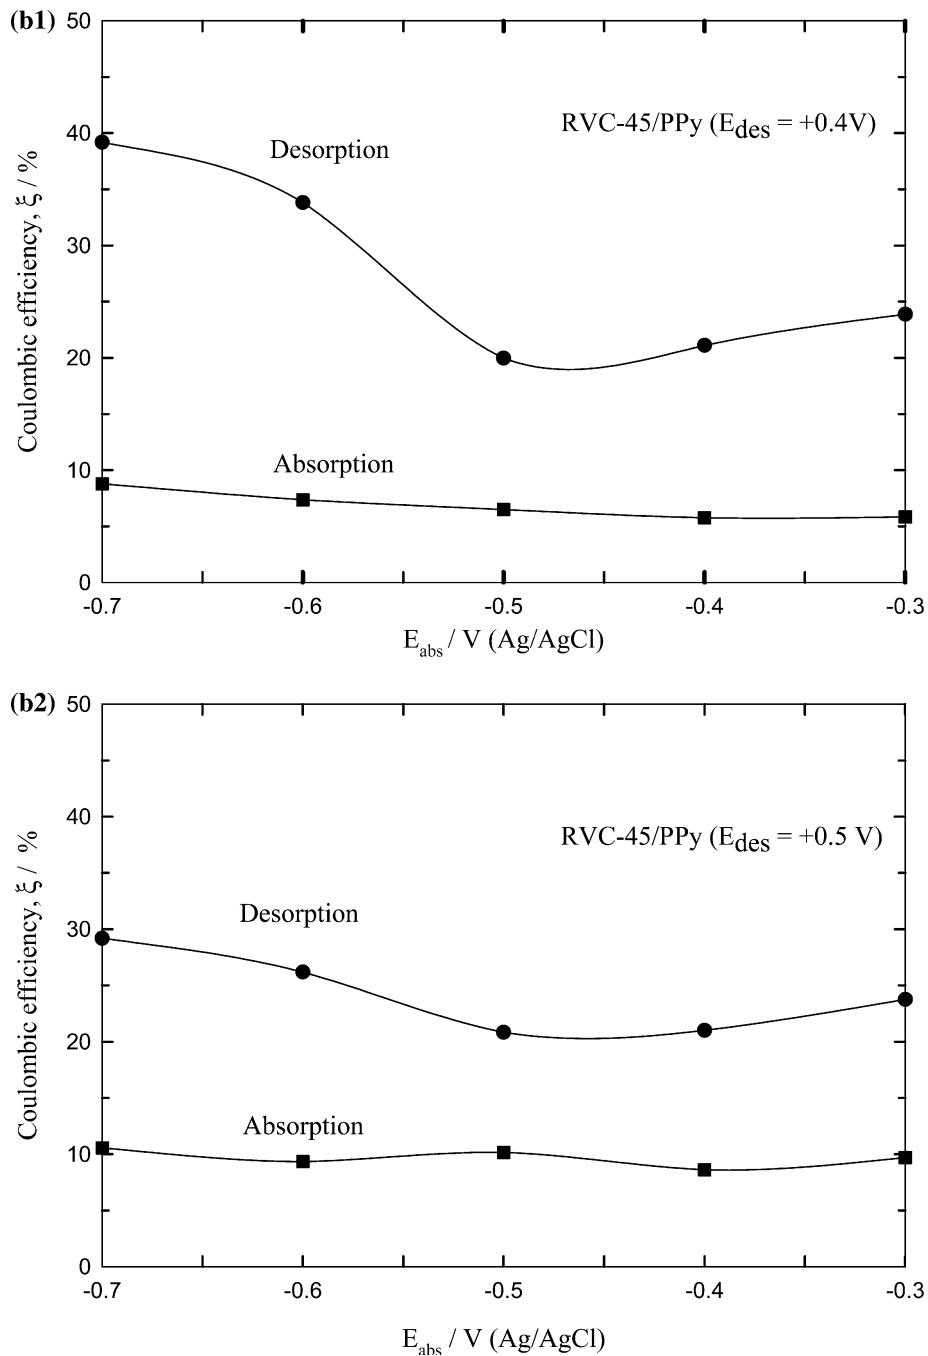 (b1)
50
40
30
20
10
0
Coulombic efficiency, ξ / %
RVC-45/PPy (Edes = +0.4V)
Desorption
Absorption
-0.7 -0.6 -0.5 -0.4 -0.3
Eabs / V (Ag/AgCl)
(b2)
50
40
30
20
10
0
Coulombic efficiency, ξ / %
RVC-45/PPy (Edes = +0.5 V)
Desorption
Absorption
-0.7 -0.6 -0.5 -0.4 -0.3
Eabs / V (Ag/AgCl)